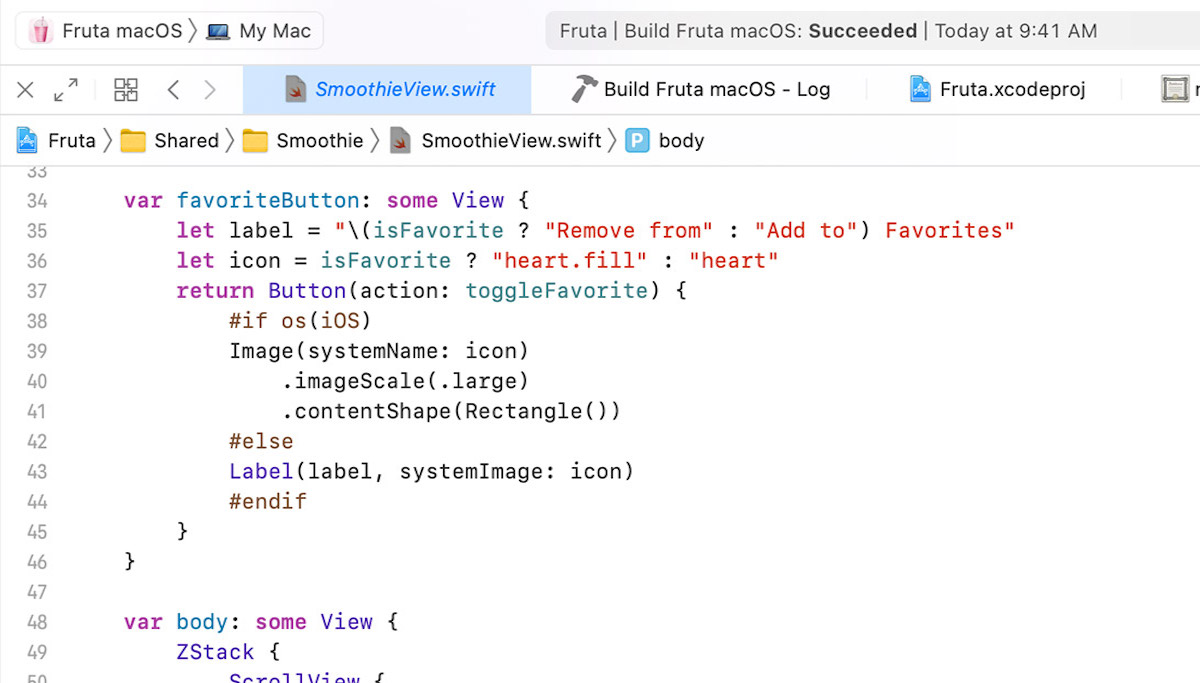 Fruta macOS My Mac Fruta | Build Fruta macOS: Succeeded | Today at 9:41 AM
SmoothieView.swift Build Fruta macOS - Log Fruta.xcodeproj
Fruta Shared Smoothie SmoothieView.swift P body
33
34 var favoriteButton: some View {
35 let label = "\(isFavorite ? "Remove from" : "Add to") Favorites"
36 let icon = isFavorite ? "heart.fill" : "heart"
37 return Button(action: toggleFavorite) {
38 #if os(iOS)
39 Image(systemName: icon)
40 .imageScale(.large)
41 .contentShape(Rectangle())
42 #else
43 Label(label, systemImage: icon)
44 #endif
45 }
46 }
47
48 var body: some View {
49 ZStack {
50 ScrollView {